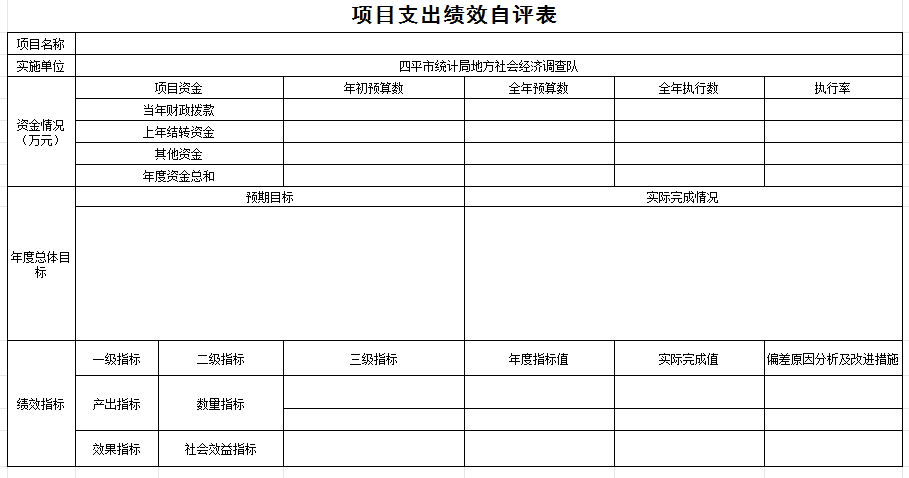 项目支出绩效自评表
项目名称
实施单位 四平市统计局地方社会经济调查队
资金情况
（万元）
项目资金 年初预算数 全年预算数 全年执行数 执行率
当年财政拨款
上年结转资金
其他资金
年度资金总和
年度总体目
标
预期目标 实际完成情况
绩效指标
一级指标 二级指标 三级指标 年度指标值 实际完成值 偏差原因分析及改进措施
产出指标 数量指标
效果指标 社会效益指标